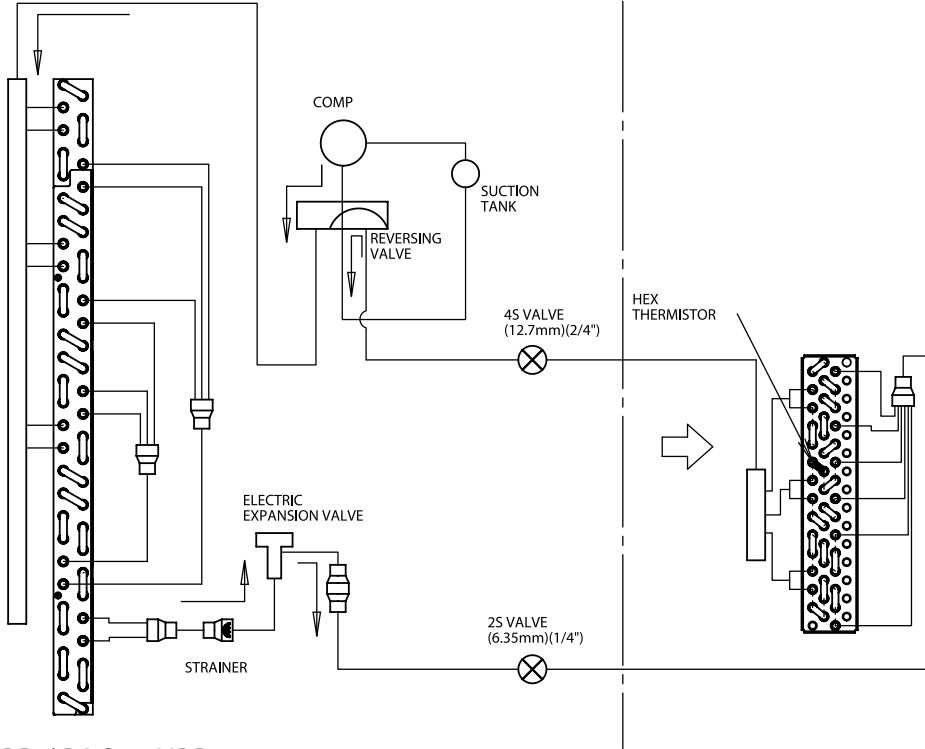 COMP
SUCTION
TANK
REVERSING
VALVE
HEX
THERMISTOR
4S VALVE
(12.7mm)(2/4")
ELECTRIC
EXPANSION VALVE
2S VALVE
(6.35mm)(1/4")
STRAINER